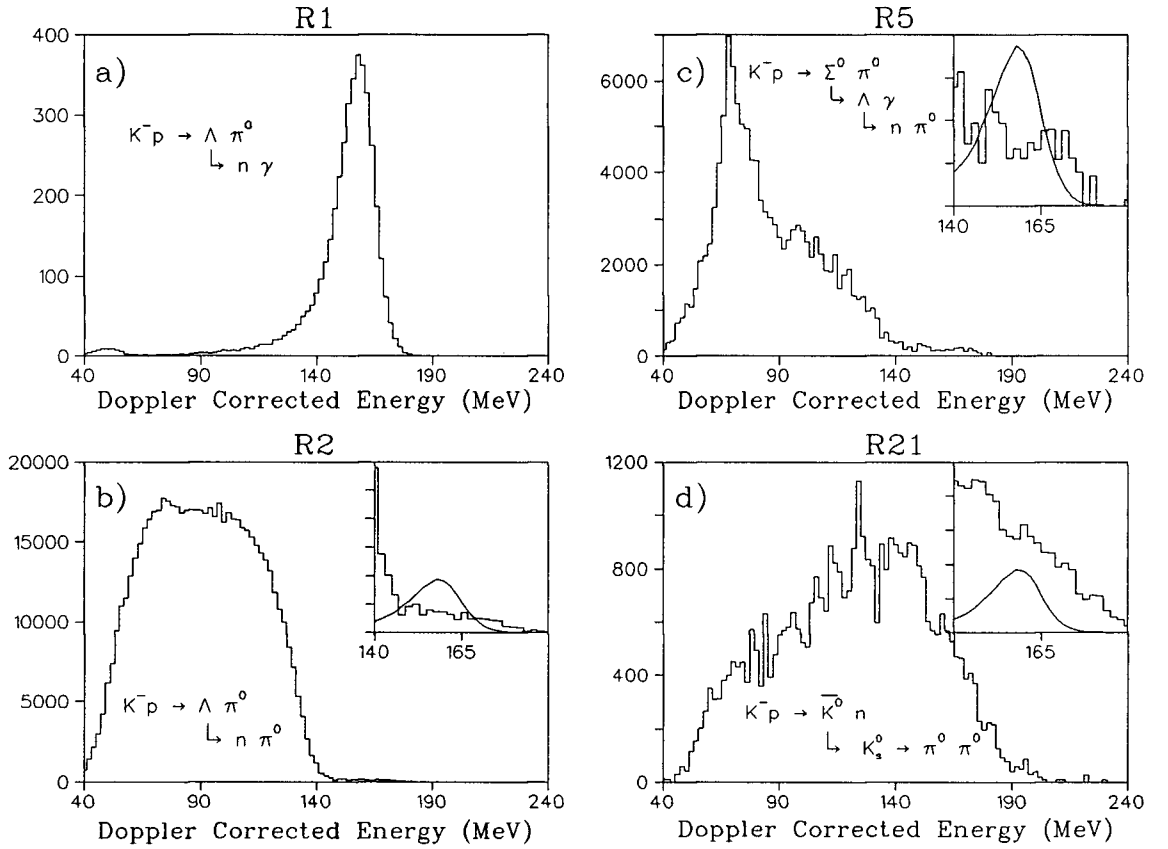 R1
a)
K⁻p → Λ π⁰
↳ n γ
400
300
200
100
0
40 90 140 190 240
Doppler Corrected Energy (MeV)
R5
c)
K⁻p → Σ⁰ π⁰
↳ Λ γ
↳ n π⁰
6000
4000
2000
0
140 165
40 90 140 190 240
Doppler Corrected Energy (MeV)
R2
b)
K⁻p → Λ π⁰
↳ n π⁰
20000
15000
10000
5000
0
140 165
40 90 140 190 240
Doppler Corrected Energy (MeV)
R21
d)
K⁻p → K̅⁰ n
↳ K⁰ₛ → π⁰ π⁰
1200
800
400
0
165
40 90 140 190 240
Doppler Corrected Energy (MeV)